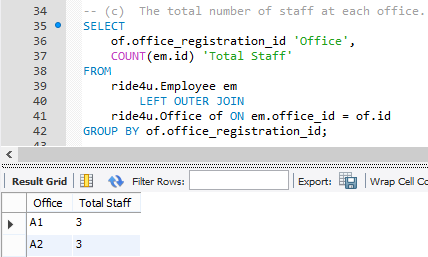 34 -- (c) The total number of staff at each office.
35 SELECT
36 of.office_registration_id 'Office',
37 COUNT(em.id) 'Total Staff'
38 FROM
39 ride4u.Employee em
40 LEFT OUTER JOIN
41 ride4u.Office of ON em.office_id = of.id
42 GROUP BY of.office_registration_id;
Result Grid Filter Rows: Export: Wrap Cell Co
Office Total Staff
A1 3
A2 3